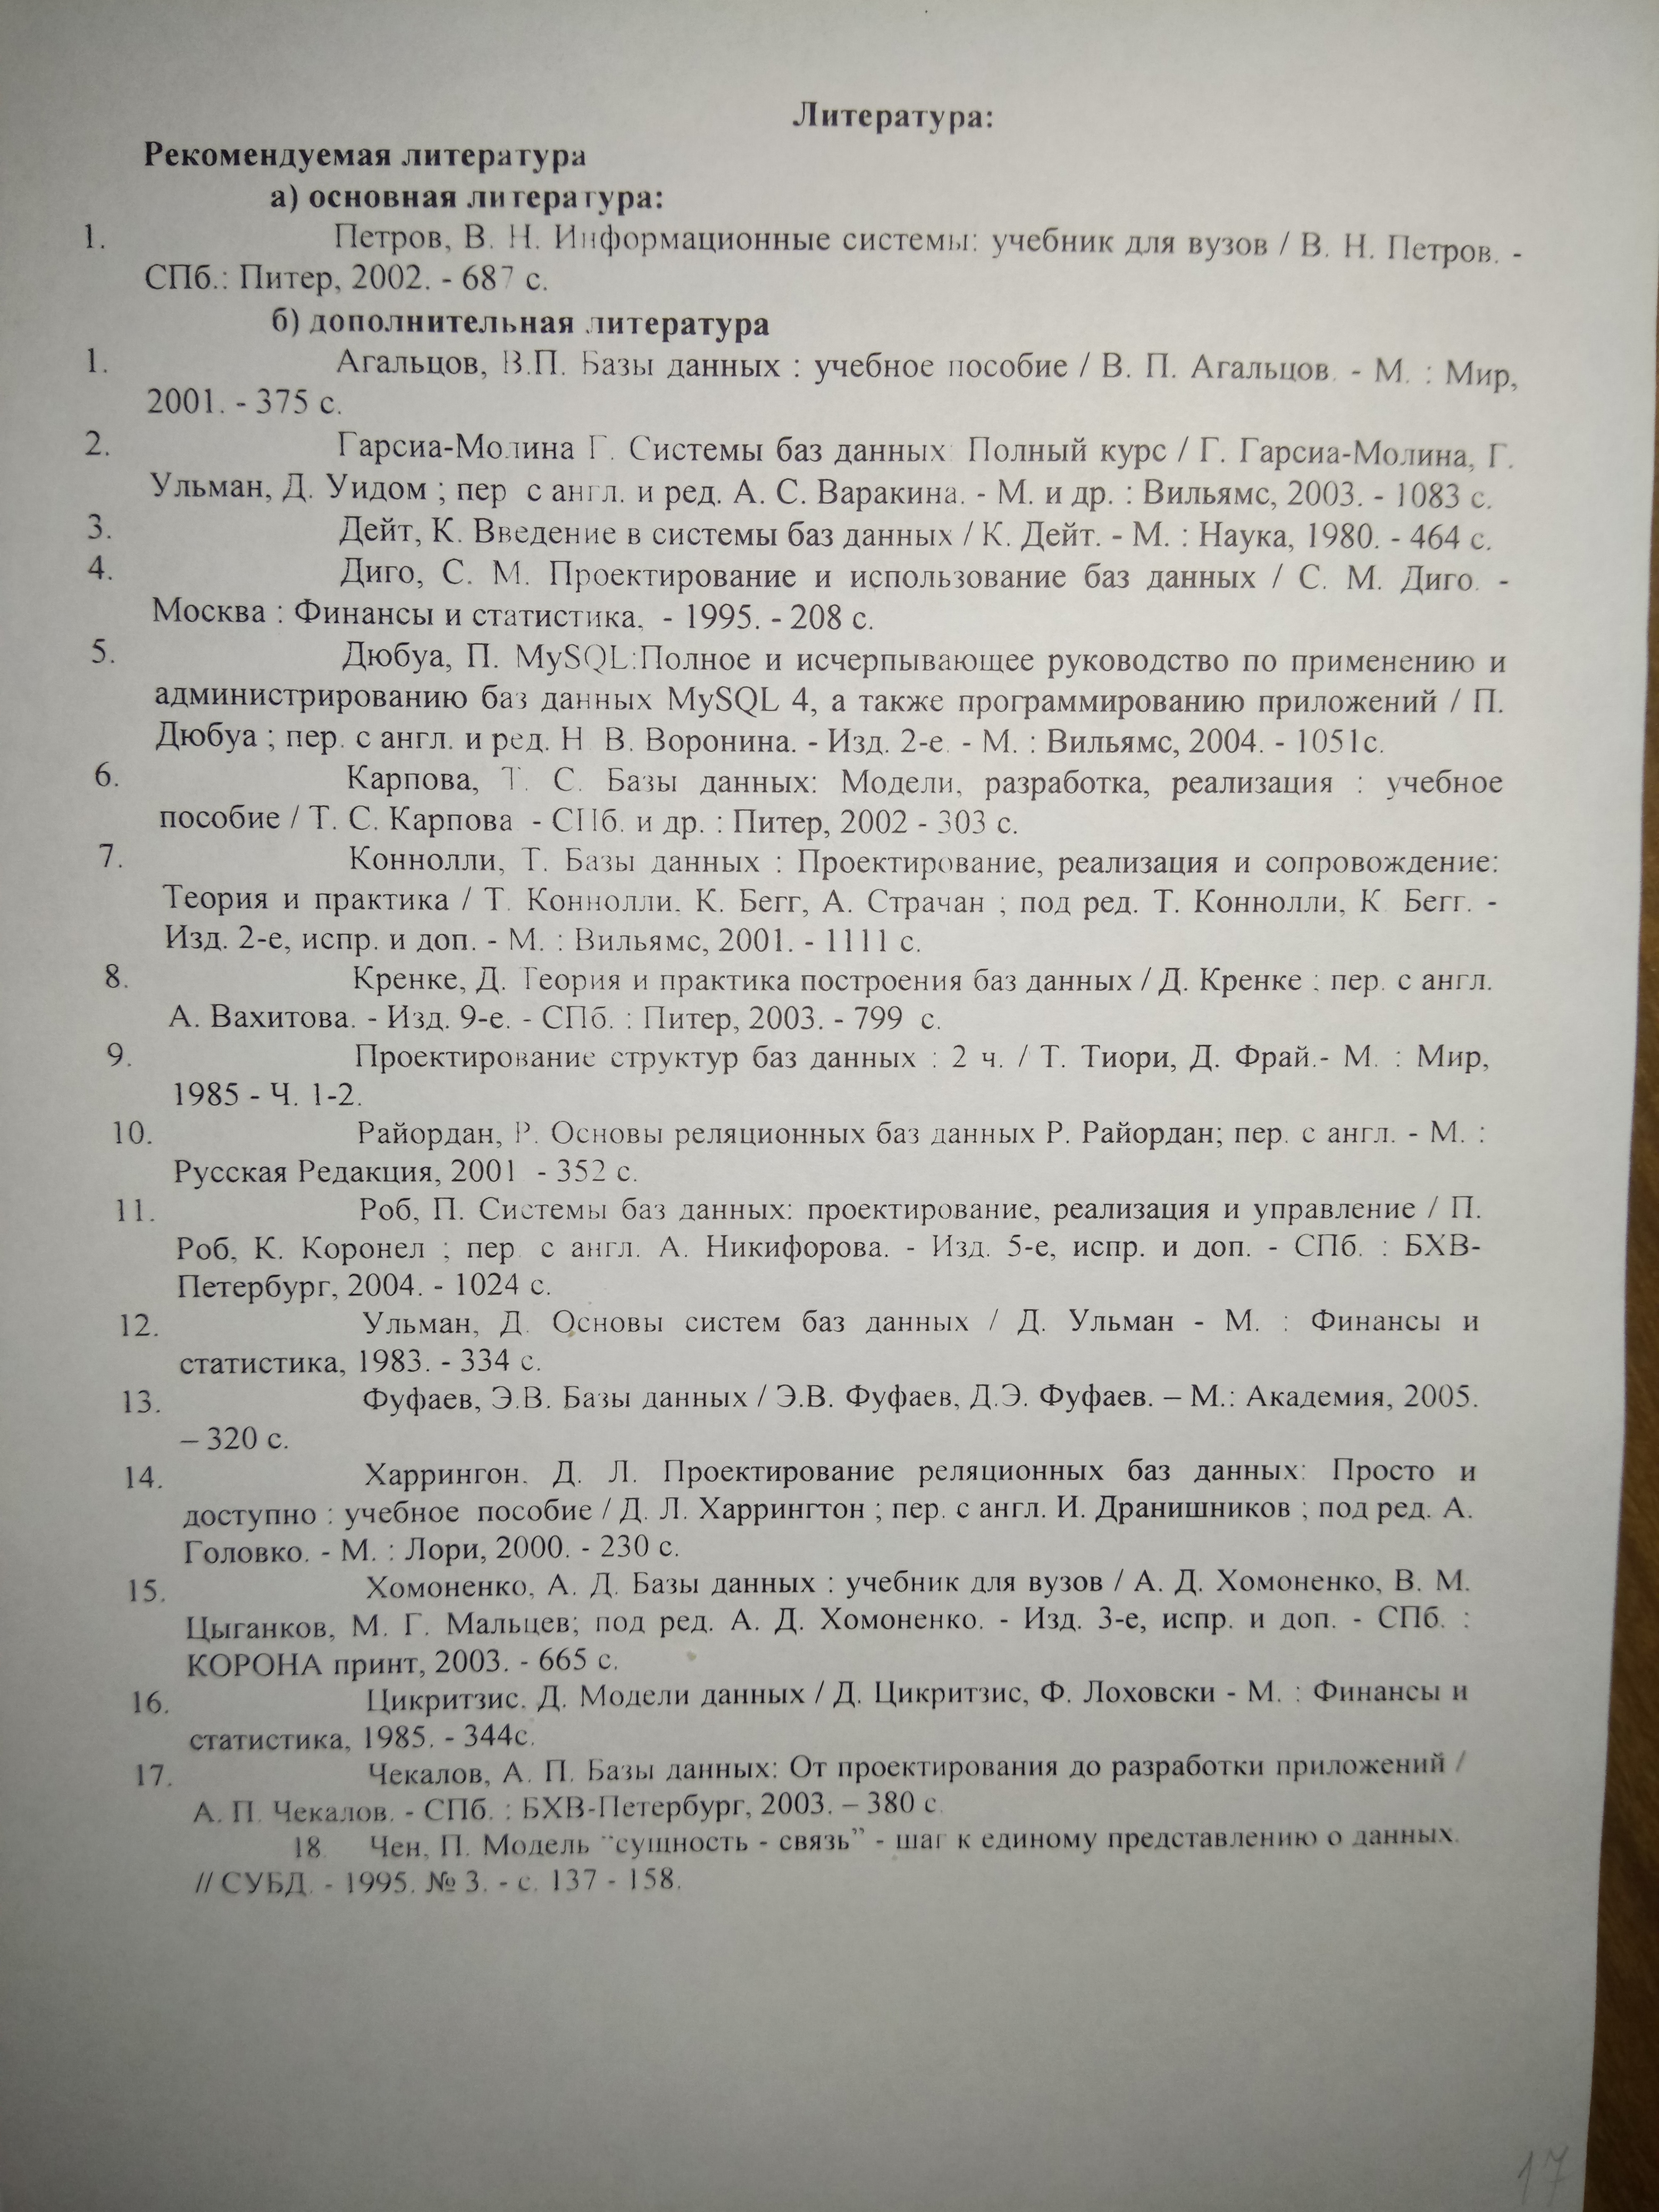 Литература:
Рекомендуемая литература
а) основная литература:
1. Петров, В. Н. Информационные системы: учебник для вузов / В. Н. Петров. -
СПб.: Питер, 2002. - 687 с.
б) дополнительная литература
1. Агальцов, В.П. Базы данных : учебное пособие / В. П. Агальцов. - М. : Мир,
2001. - 375 с.
2. Гарсиа-Молина Г. Системы баз данных: Полный курс / Г. Гарсиа-Молина, Г.
Ульман, Д. Уидом ; пер с англ. и ред. А. С. Варакина. - М. и др. : Вильямс, 2003. - 1083 с.
3. Дейт, К. Введение в системы баз данных / К. Дейт. - М. : Наука, 1980. - 464 с.
4. Диго, С. М. Проектирование и использование баз данных / С. М. Диго. -
Москва : Финансы и статистика, - 1995. - 208 с.
5. Дюбуа, П. MySQL:Полное и исчерпывающее руководство по применению и
администрированию баз данных MySQL 4, а также программированию приложений / П.
Дюбуа ; пер. с англ. и ред. Н В. Воронина. - Изд. 2-е. - М. : Вильямс, 2004. - 1051с.
6. Карпова, Т. С. Базы данных: Модели, разработка, реализация : учебное
пособие / Т. С. Карпова - СПб. и др. : Питер, 2002 - 303 с.
7. Коннолли, Т. Базы данных : Проектирование, реализация и сопровождение:
Теория и практика / Т. Коннолли, К. Бегг, А. Страчан ; под ред. Т. Коннолли, К Бегг. -
Изд. 2-е, испр. и доп. - М. : Вильямс, 2001. - 1111 с.
8. Кренке, Д. Теория и практика построения баз данных / Д. Кренке ; пер. с англ.
А. Вахитова. - Изд. 9-е. - СПб. : Питер, 2003. - 799 с.
9. Проектирование структур баз данных : 2 ч. / Т. Тиори, Д. Фрай.- М. : Мир,
1985 - Ч. 1-2.
10. Райордан, Р. Основы реляционных баз данных Р. Райордан; пер. с англ. - М. :
Русская Редакция, 2001 - 352 с.
11. Роб, П. Системы баз данных: проектирование, реализация и управление / П.
Роб, К. Коронел ; пер. с англ. А. Никифорова. - Изд. 5-е, испр. и доп. - СПб. : БХВ-
Петербург, 2004. - 1024 с.
12. Ульман, Д. Основы систем баз данных / Д. Ульман - М. : Финансы и
статистика, 1983. - 334 с.
13. Фуфаев, Э.В. Базы данных / Э.В. Фуфаев, Д.Э. Фуфаев. – М.: Академия, 2005.
– 320 с.
14. Харрингон, Д. Л. Проектирование реляционных баз данных: Просто и
доступно : учебное пособие / Д. Л. Харрингтон ; пер. с англ. И. Дранишников ; под ред. А.
Головко. - М. : Лори, 2000. - 230 с.
15. Хомоненко, А. Д. Базы данных : учебник для вузов / А. Д. Хомоненко, В. М.
Цыганков, М. Г. Мальцев; под ред. А. Д. Хомоненко. - Изд. 3-е, испр. и доп. - СПб. :
КОРОНА принт, 2003. - 665 с.
16. Цикритзис, Д. Модели данных / Д. Цикритзис, Ф. Лоховски - М. : Финансы и
статистика, 1985. - 344с.
17. Чекалов, А. П. Базы данных: От проектирования до разработки приложений /
А. П. Чекалов. - СПб. : БХВ-Петербург, 2003. – 380 с.
18. Чен, П. Модель “сущность - связь” - шаг к единому представлению о данных.
// СУБД. - 1995. № 3. - с. 137 - 158.
17